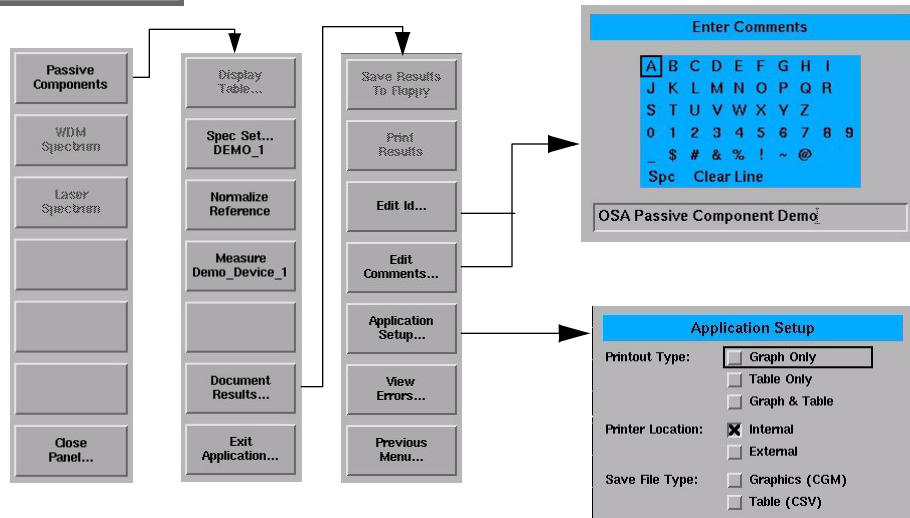 Passive
Components
WDM
Spectrum
Laser
Spectrum
Close
Panel...
Display
Table...
Spec Set...
DEMO_1
Normalize
Reference
Measure
Demo_Device_1
Document
Results...
Exit
Application...
Save Results
To Floppy
Print
Results
Edit Id...
Edit
Comments...
Application
Setup...
View
Errors...
Previous
Menu...
Enter Comments
A B C D E F G H I
J K L M N O P Q R
S T U V W X Y Z
0 1 2 3 4 5 6 7 8 9
_ $ # & % ! ~ @
Spc Clear Line
OSA Passive Component Demo
Application Setup
Printout Type: Graph Only
Table Only
Graph & Table
Printer Location: Internal
External
Save File Type: Graphics (CGM)
Table (CSV)